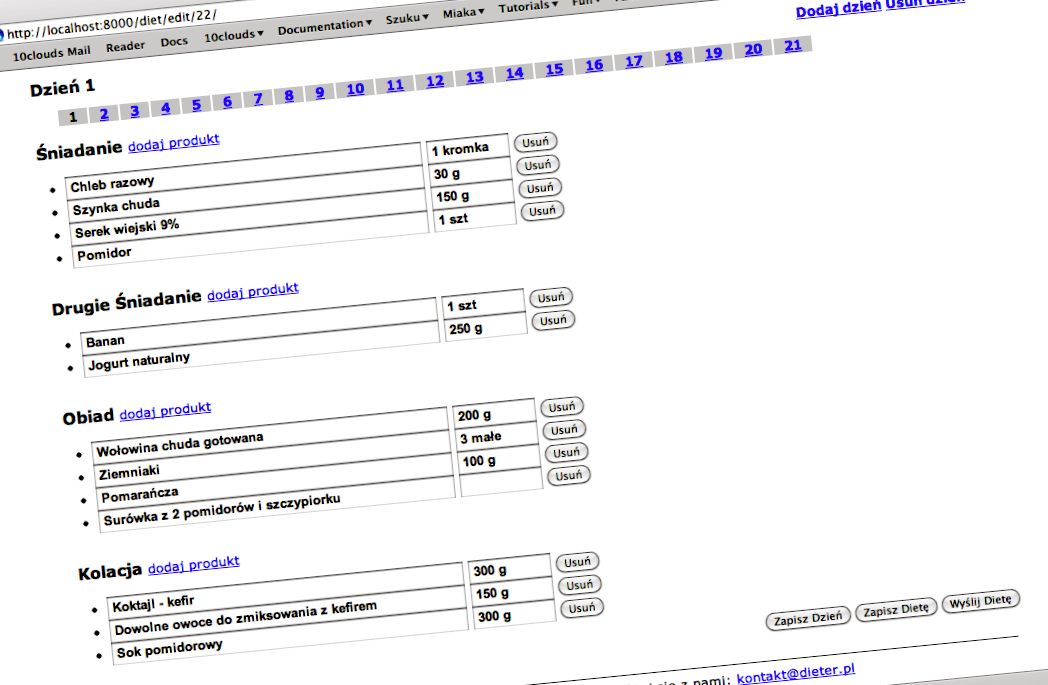 http://localhost:8000/diet/edit/22/
10clouds Mail Reader Docs 10clouds▾ Documentation▾ Szuku▾ Miaka▾ Tutorials▾
Dodaj dzień Usuń dzień
Dzień 1
1 2 3 4 5 6 7 8 9 10 11 12 13 14 15 16 17 18 19 20 21
Śniadanie dodaj produkt
Chleb razowy 1 kromka Usuń
Szynka chuda 30 g Usuń
Serek wiejski 9% 150 g Usuń
Pomidor 1 szt Usuń
Drugie Śniadanie dodaj produkt
Banan 1 szt Usuń
Jogurt naturalny 250 g Usuń
Obiad dodaj produkt
Wołowina chuda gotowana 200 g Usuń
Ziemniaki 3 małe Usuń
Pomarańcza 100 g Usuń
Surówka z 2 pomidorów i szczypiorku Usuń
Kolacja dodaj produkt
Koktajl - kefir 300 g Usuń
Dowolne owoce do zmiksowania z kefirem 150 g Usuń
Sok pomidorowy 300 g Usuń
Zapisz Dzień Zapisz Dietę Wyślij Dietę
z nami: kontakt@dieter.pl